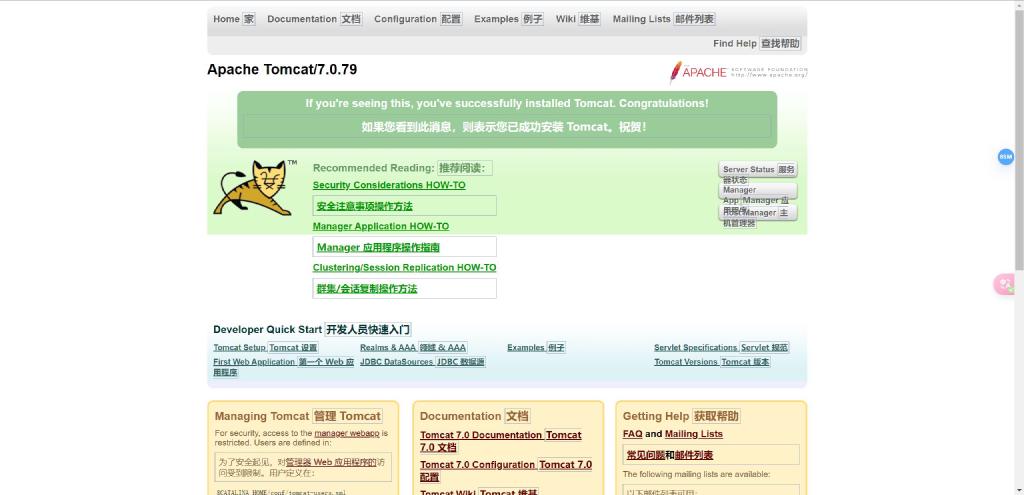 Home 家 Documentation 文档 Configuration 配置 Examples 例子 Wiki 维基 Mailing Lists 邮件列表
Find Help 查找帮助
Apache Tomcat/7.0.79
APACHE SOFTWARE FOUNDATION
http://www.apache.org/
If you're seeing this, you've successfully installed Tomcat. Congratulations!
如果您看到此消息，则表示您已成功安装 Tomcat。祝贺！
TM
Recommended Reading: 推荐阅读：
Security Considerations HOW-TO
安全注意事项操作方法
Manager Application HOW-TO
Manager 应用程序操作指南
Clustering/Session Replication HOW-TO
群集/会话复制操作方法
Server Status 服务
器状态
Manager
App Manager 应
用程序
Host Manager 主
机管理器
Developer Quick Start 开发人员快速入门
Tomcat Setup Tomcat 设置
First Web Application 第一个 Web 应
用程序
Realms & AAA 领域 & AAA
JDBC DataSources JDBC 数据源
Examples 例子
Servlet Specifications Servlet 规范
Tomcat Versions Tomcat 版本
Managing Tomcat 管理 Tomcat
For security, access to the manager webapp is
restricted. Users are defined in:
为了安全起见，对管理器 Web 应用程序的访
问受到限制。用户定义在：
$CATALINA_HOME/conf/tomcat-users.xml
Documentation 文档
Tomcat 7.0 Documentation Tomcat
7.0 文档
Tomcat 7.0 Configuration Tomcat 7.0
配置
Tomcat Wiki Tomcat 维基
Getting Help 获取帮助
FAQ and Mailing Lists
常见问题和邮件列表
The following mailing lists are available:
以下邮件列表可用：